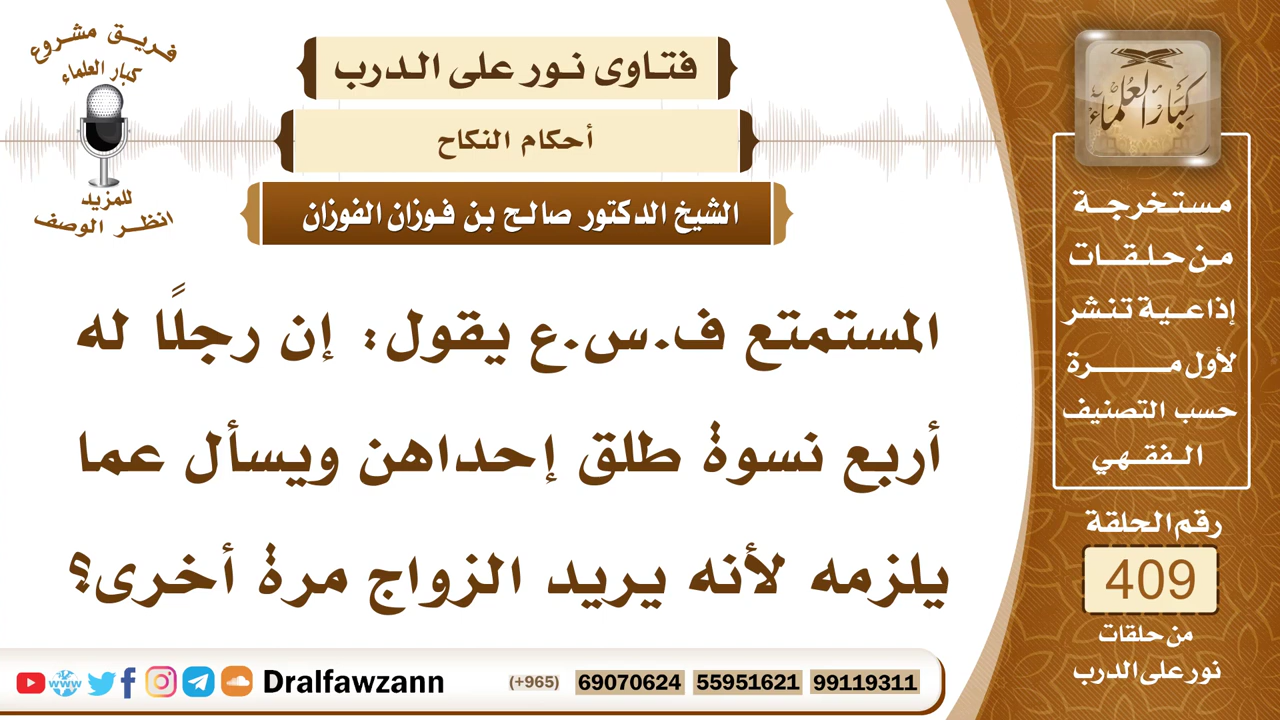 فريق مشروع
كبار العلماء
للمزيد
انظر الوصف
فتاوى نور على الدرب
أحكام النكاح
الشيخ الدكتور صالح بن فوزان الفوزان
المستمتع ف.س.ع يقول: إن رجلًا له
أربع نسوة طلق إحداهن ويسأل عما
يلزمه لأنه يريد الزواج مرة أخرى؟
كبار العلماء
مستخرجة
من حلقات
إذاعية تنشر
لأول مرة
حسب التصنيف
الفقهي
رقم الحلقة
409
من حلقات
نور على الدرب
www Dralfawzann (+965) 69070624 55951621 99119311